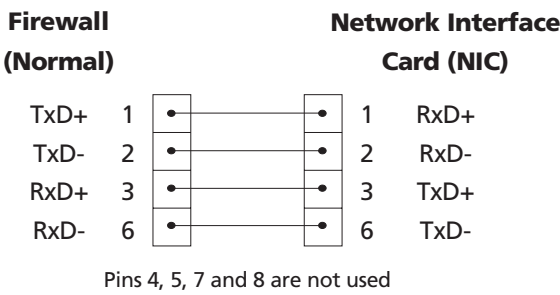 Firewall Network Interface
(Normal) Card (NIC)
TxD+ 1 1 RxD+
TxD- 2 2 RxD-
RxD+ 3 3 TxD+
RxD- 6 6 TxD-
Pins 4, 5, 7 and 8 are not used